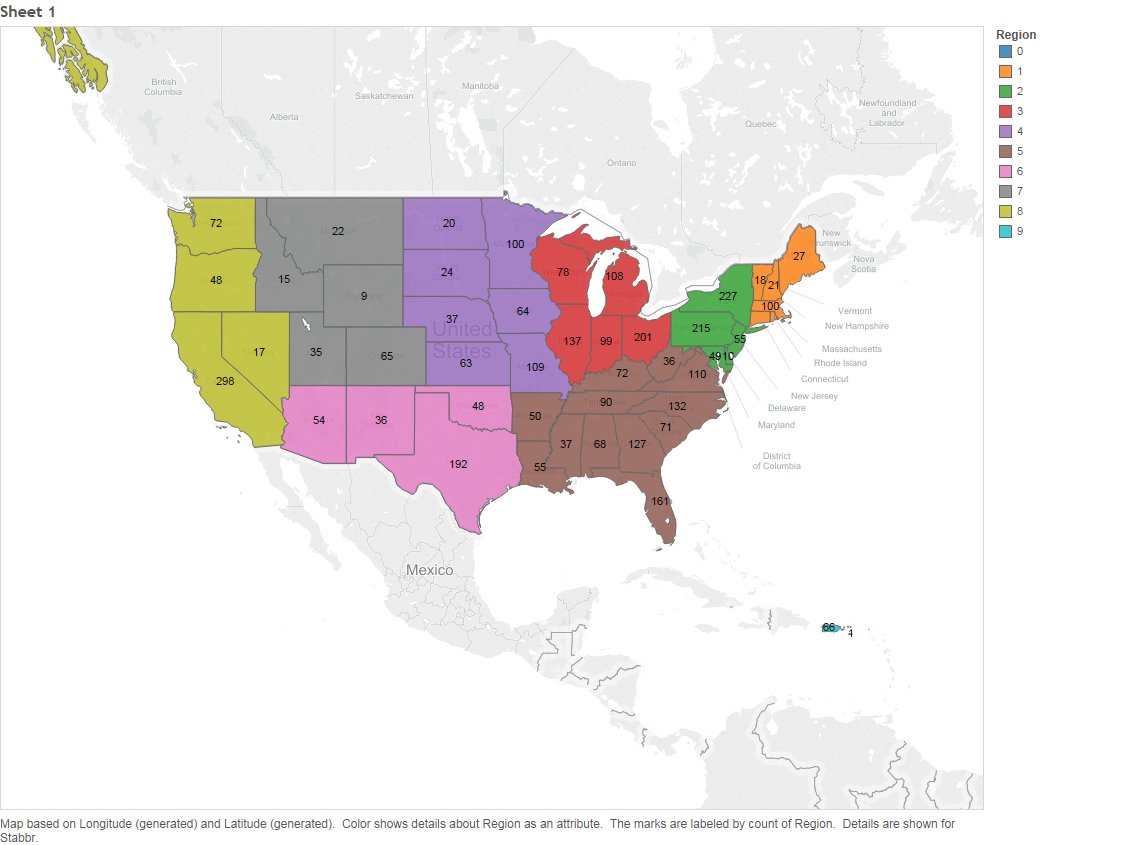 Sheet 1
Region
0
1
2
3
4
5
6
7
8
9
British
Columbia
Alberta
Saskatchewan
Manitoba
Ontario
Quebec
Newfoundland
and
Labrador
New
Brunswick
Nova
Scotia
72
22
20
100
27
48
15
24
78
108
18
21
9
227
100
298
17
35
65
37
United
States
64
63
109
137
99
201
215
55
49
10
72
36
110
54
36
48
50
90
132
71
192
55
37
68
127
161
Vermont
New Hampshire
Massachusetts
Rhode Island
Connecticut
New Jersey
Delaware
Maryland
District
of Columbia
Mexico
66
Map based on Longitude (generated) and Latitude (generated).  Color shows details about Region as an attribute.  The marks are labeled by count of Region.  Details are shown for
Stabbr.